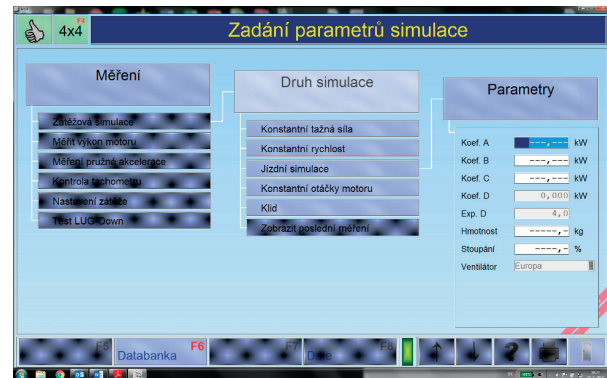 F4
4x4
Zadání parametrů simulace
Měření
Zátěžová simulace
Měřit výkon motoru
Měření pružné akcelerace
Kontrola tachometru
Nastavení zátěže
Test LUG-Down
Druh simulace
Konstantní tažná síla
Konstantní rychlost
Jízdní simulace
Konstantní otáčky motoru
Klid
Zobrazit poslední měření
Parametry
Koef. A ---,--- kW
Koef. B ---,--- kW
Koef. C ---,--- kW
Koef. D 0,000 kW
Exp. D 4,0
Hmotnost -----,- kg
Stoupání ----,- %
Ventilátor Europa
F5
Databanka F6
F7
F8
?